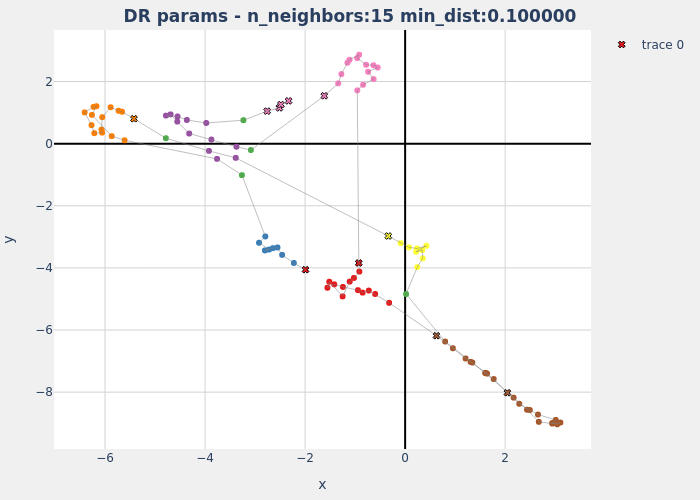 DR params - n_neighbors:15 min_dist:0.100000
trace 0
2
0
−2
−4
−6
−8
y
−6
−4
−2
0
2
x